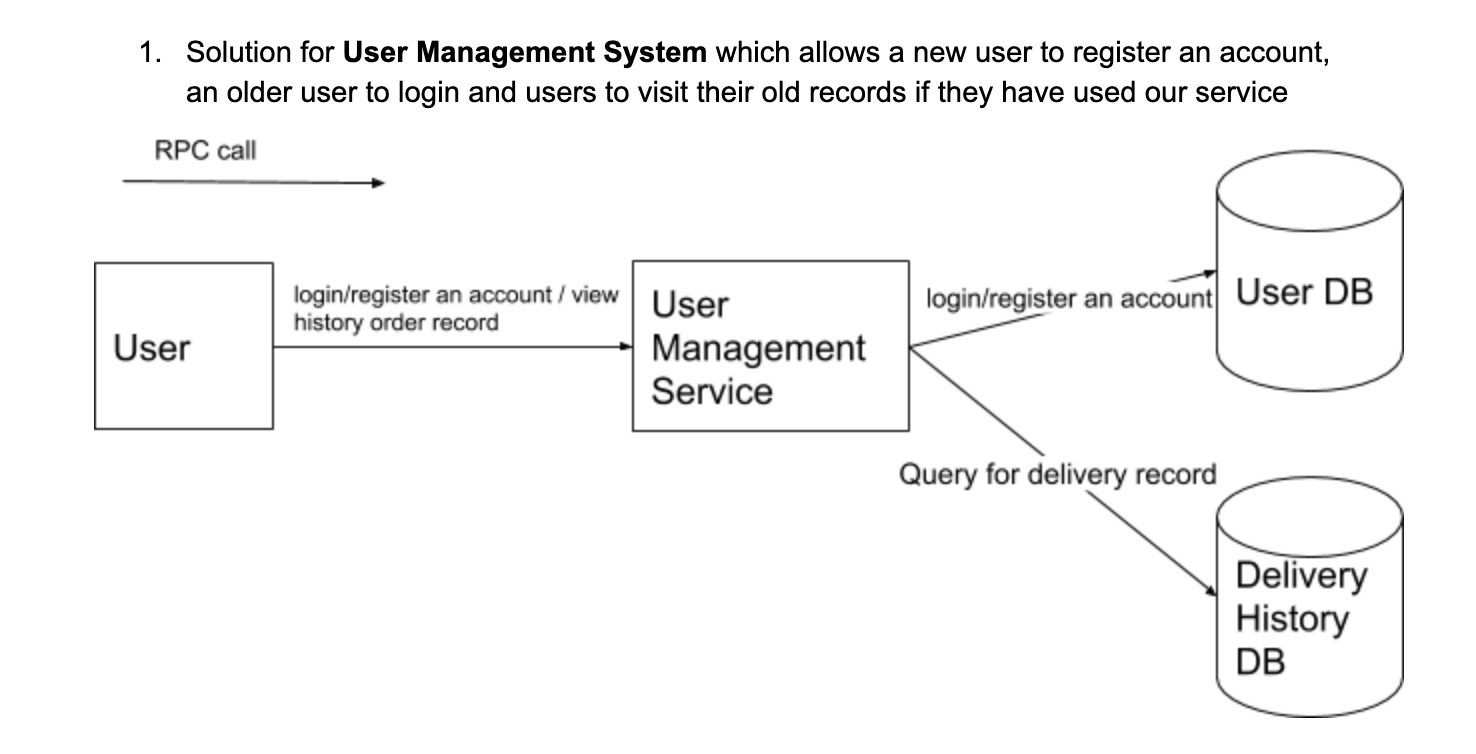 1. Solution for User Management System which allows a new user to register an account,
an older user to login and users to visit their old records if they have used our service
RPC call
User
login/register an account / view
history order record
User
Management
Service
login/register an account
User DB
Query for delivery record
Delivery
History
DB